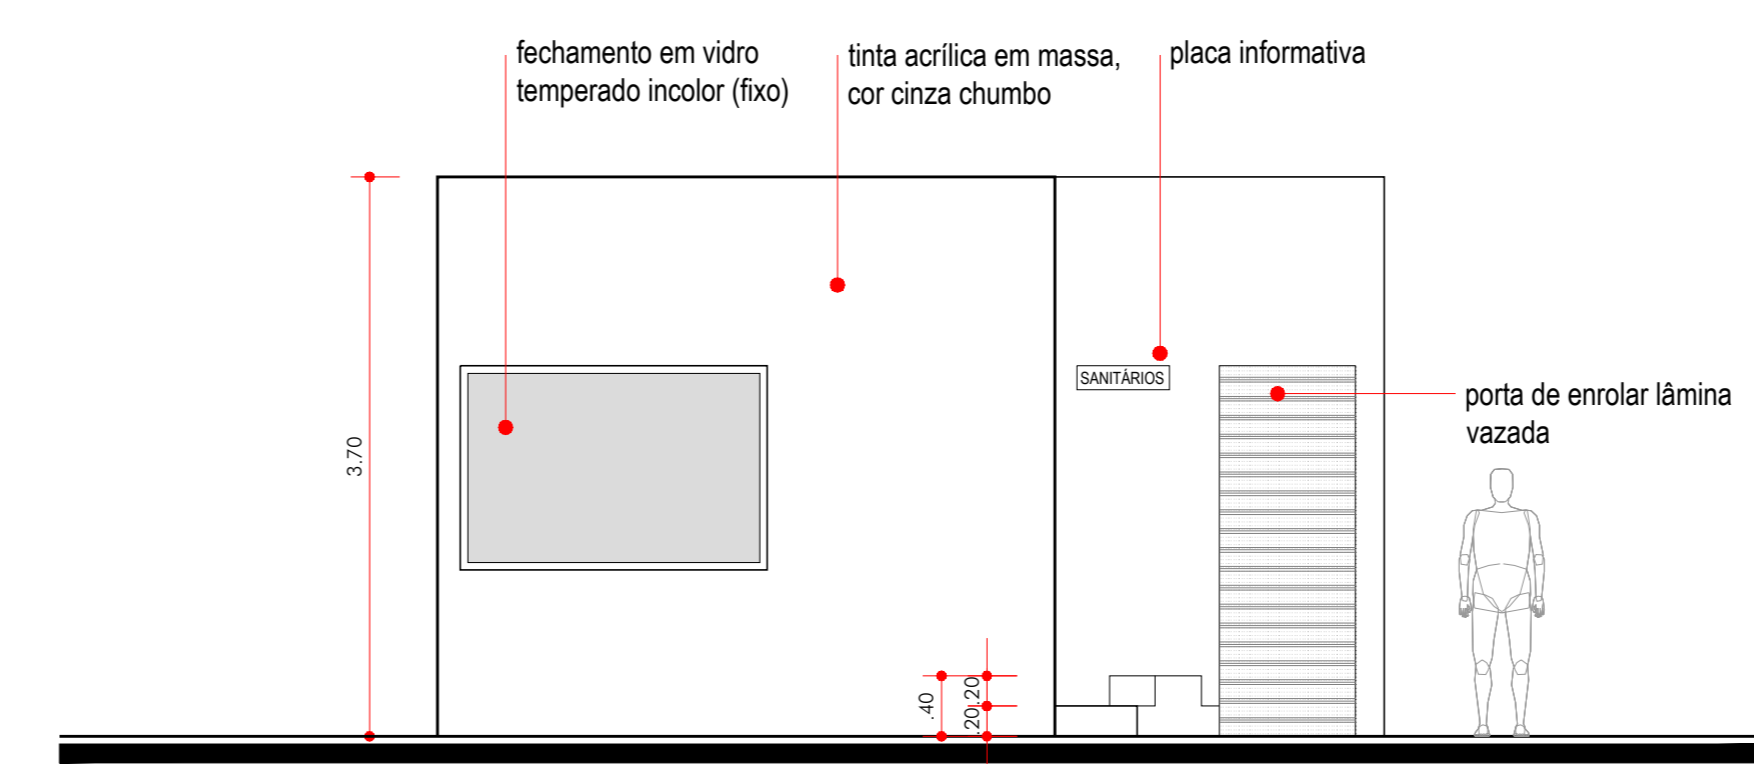 fechamento em vidro
temperado incolor (fixo)
tinta acrílica em massa,
cor cinza chumbo
placa informativa
SANITÁRIOS
porta de enrolar lâmina
vazada
3.70
.40
.20
.20